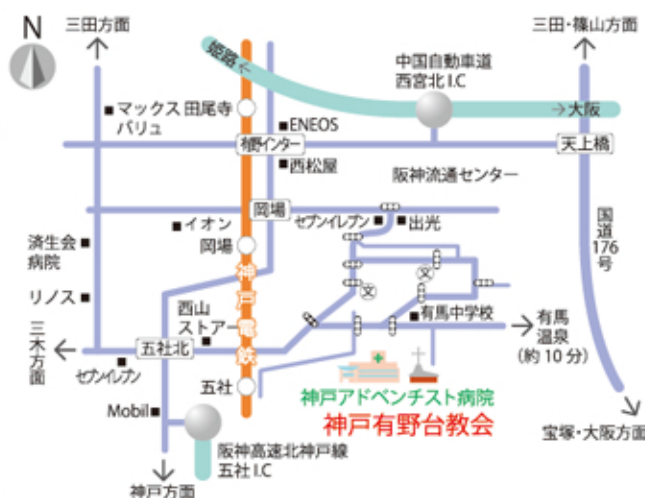 N
三田方面
姫路
←
中国自動車道
西宮北I.C
三田・篠山方面
→大阪
マックス
バリュ
田尾寺
ENEOS
有野インター
西松屋
天上橋
阪神流通センター
岡場
セブンイレブン
出光
イオン
岡場
済生会
病院
国道176号
神戸電鉄
文
文
リノス
西山
ストアー
有馬中学校
有馬
温泉
(約10分)
三木方面
五社北
セブンイレブン
五社
神戸アドベンチスト病院
神戸有野台教会
Mobil
阪神高速北神戸線
五社I.C
宝塚・大阪方面
神戸方面